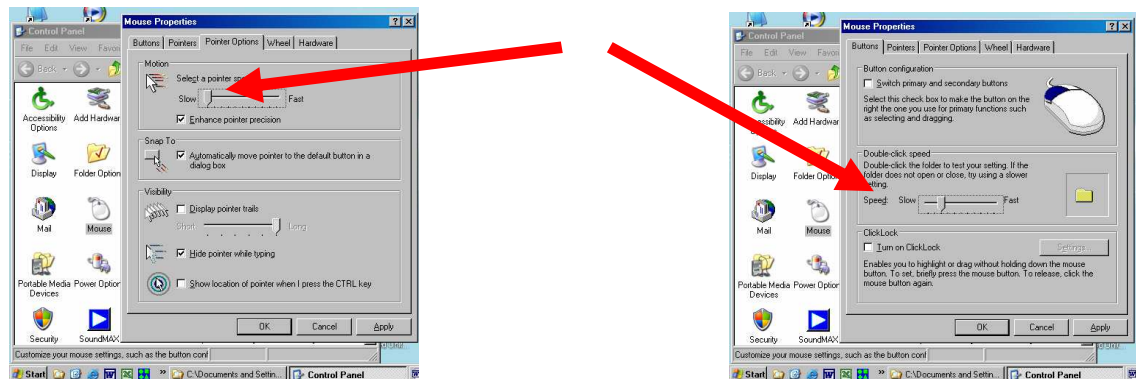 Control Panel
File Edit View Favor
Back
Accessibility Options
Add Hardwar
Display
Folder Option
Mail
Mouse
Portable Media Devices
Power Option
Security
SoundMAX
Mouse Properties
Buttons Pointers Pointer Options Wheel Hardware
Motion
Select a pointer
Slow Fast
Enhance pointer precision
Snap To
Automatically move pointer to the default button in a
dialog box
Visibility
Display pointer trails
Short Long
Hide pointer while typing
Show location of pointer when I press the CTRL key
OK Cancel Apply
Customize your mouse settings, such as the button conf
Start C:\Documents and Settin... Control Panel
Control Panel
File Edit View Favor
Back
Add Hardwar
Display
Folder Option
Mail
Mouse
Portable Media Devices
Power Option
Security
SoundMAX
Mouse Properties
Buttons Pointers Pointer Options Wheel Hardware
Button configuration
Switch primary and secondary buttons
Select this check box to make the button on the
right the one you use for primary functions such
as selecting and dragging.
Double-click speed
Double-click the folder to test your setting. If the
folder does not open or close, try using a slower
setting.
Speed: Slow Fast
ClickLock
Turn on ClickLock Settings...
Enables you to highlight or drag without holding down the mouse
button. To set, briefly press the mouse button. To release, click the
mouse button again.
OK Cancel Apply
Customize your mouse settings, such as the button conf
Start C:\Documents and Settin... Control Panel